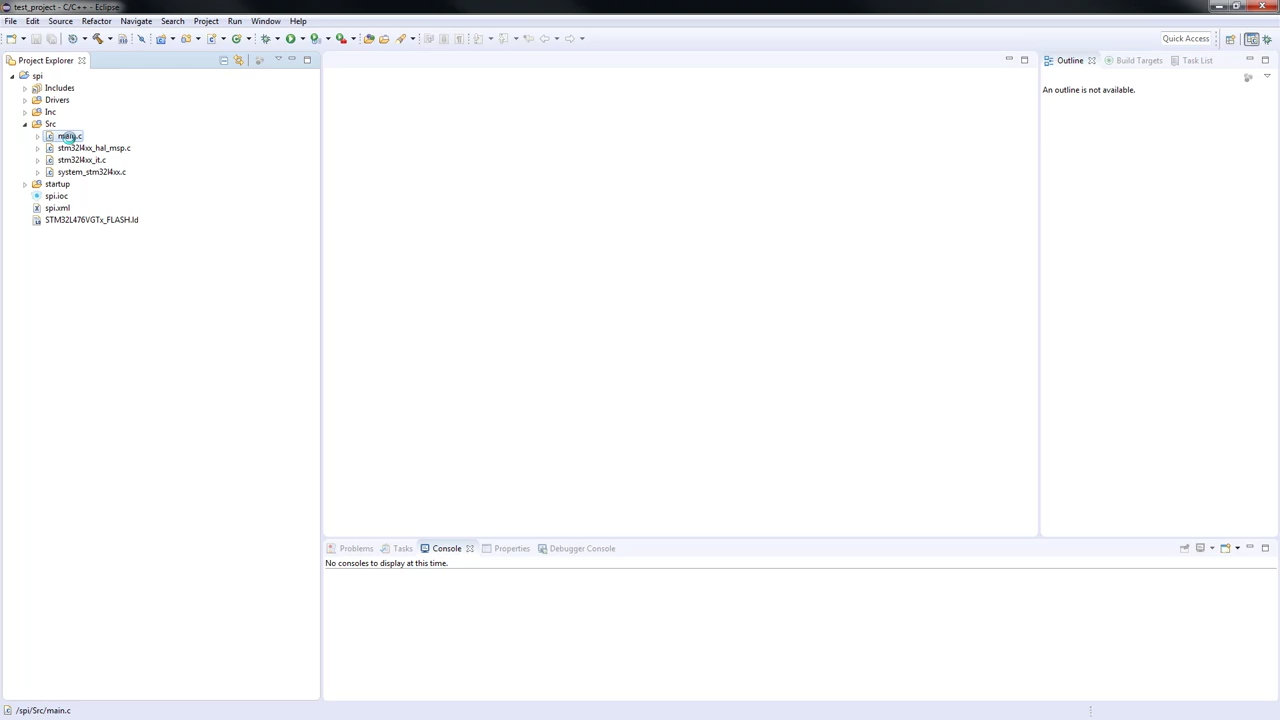 test_project - C/C++ - Eclipse
File Edit Source Refactor Navigate Search Project Run Window Help
Quick Access
Project Explorer
Outline
Build Targets
Task List
spi
Includes
Drivers
Inc
Src
main.c
stm32l4xx_hal_msp.c
stm32l4xx_it.c
system_stm32l4xx.c
startup
spi.ioc
spi.xml
STM32L476VGTx_FLASH.ld
An outline is not available.
Problems Tasks Console Properties Debugger Console
No consoles to display at this time.
/spi/Src/main.c